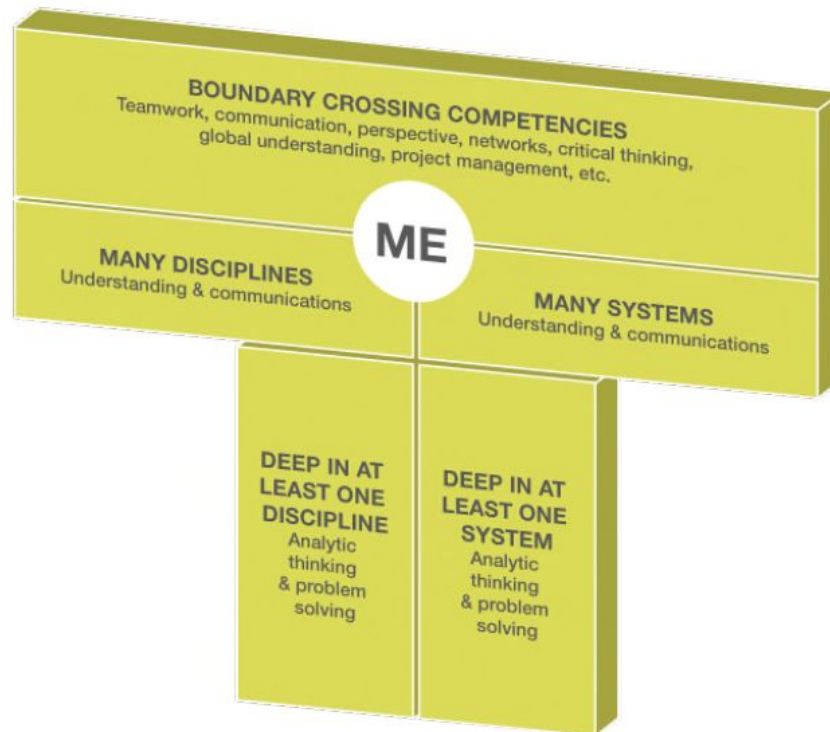 BOUNDARY CROSSING COMPETENCIES
Teamwork, communication, perspective, networks, critical thinking,
global understanding, project management, etc.
ME
MANY DISCIPLINES
Understanding & communications
MANY SYSTEMS
Understanding & communications
DEEP IN AT
LEAST ONE
DISCIPLINE
Analytic
thinking
& problem
solving
DEEP IN AT
LEAST ONE
SYSTEM
Analytic
thinking
& problem
solving